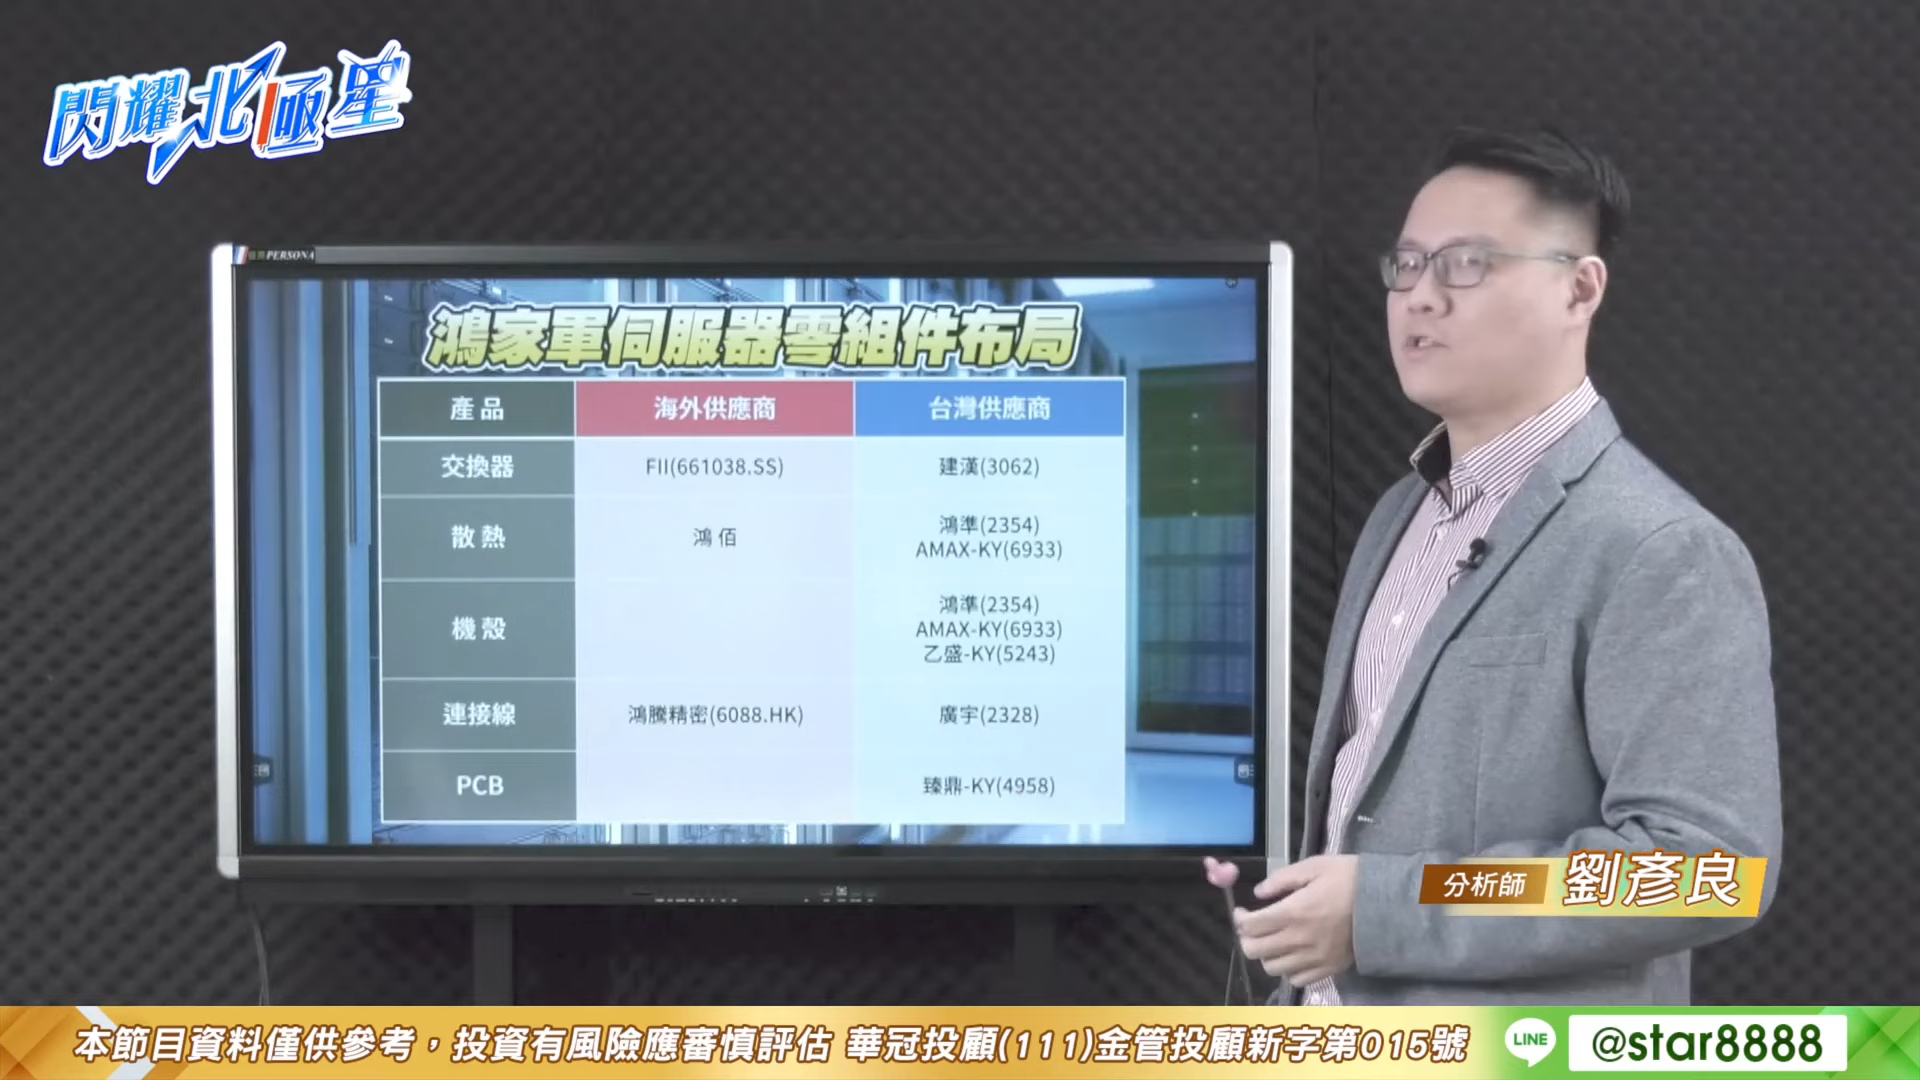 閃耀北極星
PERSONA
鴻家軍伺服器零組件布局
產品 海外供應商 台灣供應商
交換器 FII(661038.SS) 建漢(3062)
散熱 鴻佰 鴻準(2354)
AMAX-KY(6933)
機殼 鴻準(2354)
AMAX-KY(6933)
乙盛-KY(5243)
連接線 鴻騰精密(6088.HK) 廣宇(2328)
PCB 臻鼎-KY(4958)
分析師 劉彥良
本節目資料僅供參考，投資有風險應審慎評估 華冠投顧(111)金管投顧新字第015號
LINE @star8888